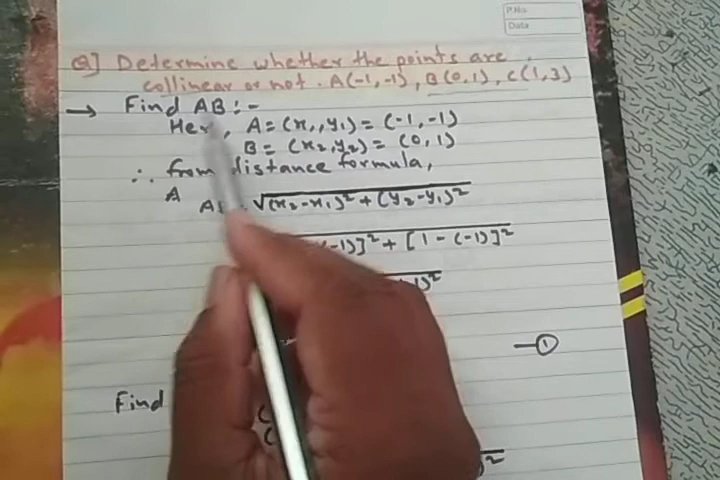 P.No.
Date
Q] Determine whether the points are
collinear or not. A(-1,-1), B(0,1), C(1,3)
→ Find AB:-
Here, A=(x₁,y₁)=(-1,-1)
B=(x₂,y₂)=(0,1)
∴ from distance formula,
A
√(x₂-x₁)²+(y₂-y₁)²
-1)]²+[1-(-1)]²
)²
—①
Find
)²